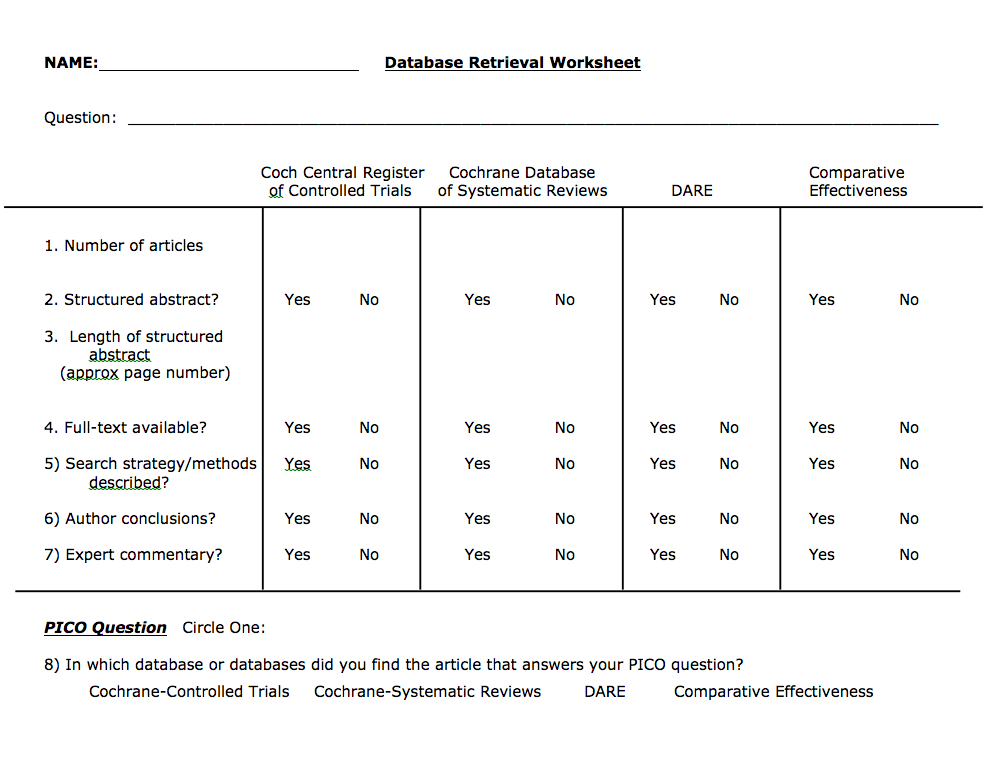 NAME:__________________________ Database Retrieval Worksheet
Question: _________________________________________________________________________________
Coch Central Register Cochrane Database Comparative
of Controlled Trials of Systematic Reviews DARE Effectiveness
1. Number of articles
2. Structured abstract? Yes No Yes No Yes No Yes No
3. Length of structured
abstract
(approx page number)
4. Full-text available? Yes No Yes No Yes No Yes No
5) Search strategy/methods Yes No Yes No Yes No Yes No
described?
6) Author conclusions? Yes No Yes No Yes No Yes No
7) Expert commentary? Yes No Yes No Yes No Yes No
PICO Question Circle One:
8) In which database or databases did you find the article that answers your PICO question?
Cochrane-Controlled Trials Cochrane-Systematic Reviews DARE Comparative Effectiveness